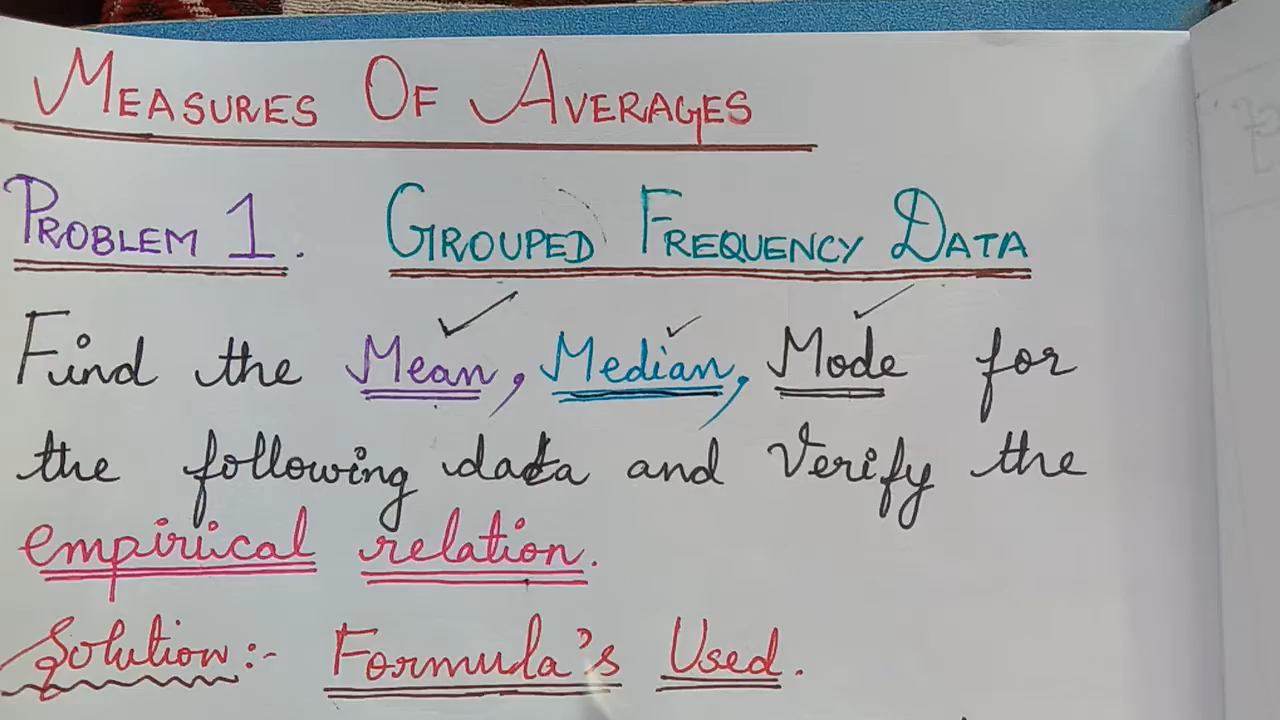 MEASURES OF AVERAGES
PROBLEM 1. GROUPED FREQUENCY DATA
Find the Mean, Median, Mode for
the following data and Verify the
empirical relation.
Solution:- Formula's Used.